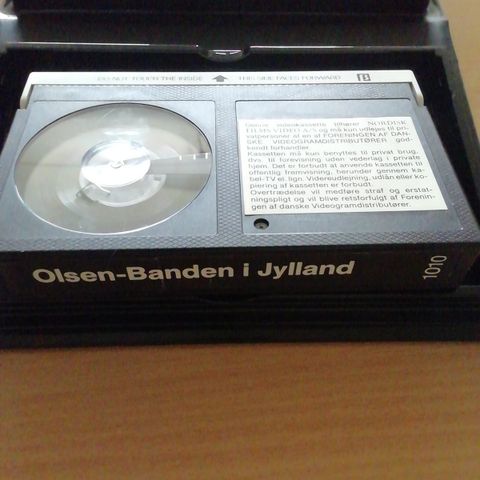 DO NOT TOUCH THE INSIDE
THIS SIDE FACES FORWARD
Denne videokassette tilhører NORDISK
FILMS VIDEO A/S og må kun udlejes til pri-
vatpersoner af en af FORENINGEN AF DAN-
SKE VIDEOGRAMDISTRIBUTØRER god-
kendt forhandler.
Kassetten må kun benyttes til privat brug,
dvs. til forevisning uden vederlag i private
hjem. Det er forbudt at anvende kassetten til
offentlig fremvisning, herunder gennem ka-
bel-TV el. lign. Videreudlejning, udlån eller ko-
piering af kassetten er forbudt.
Overtrædelse vil medføre straf og erstat-
ningspligt og vil blive retsforfulgt af Forenin-
gen af danske Videogramdistributører.
Olsen-Banden i Jylland
1010